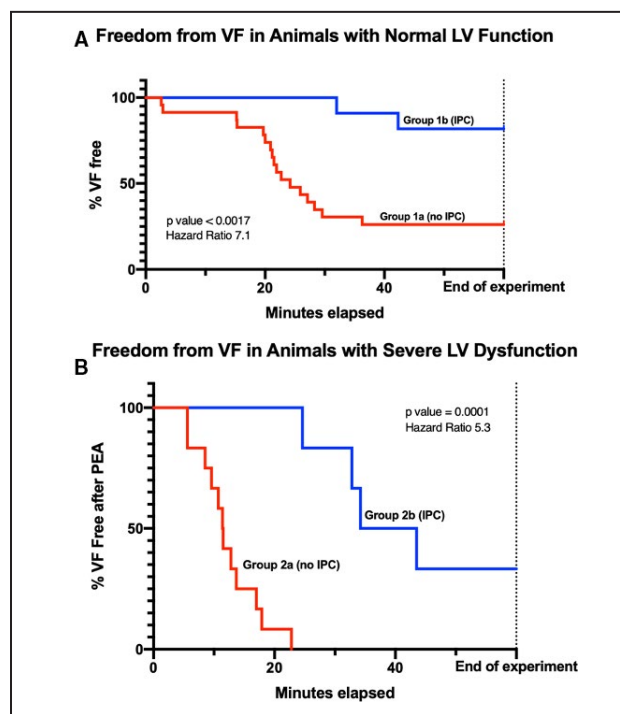 A Freedom from VF in Animals with Normal LV Function
100
50
0
% VF free
Group 1b (IPC)
Group 1a (no IPC)
p value < 0.0017
Hazard Ratio 7.1
0 20 40 End of experiment
Minutes elapsed
Freedom from VF in Animals with Severe LV Dysfunction
B
100
50
0
% VF Free after PEA
p value = 0.0001
Hazard Ratio 5.3
Group 2b (IPC)
Group 2a (no IPC)
0 20 40 End of experiment
Minutes elapsed